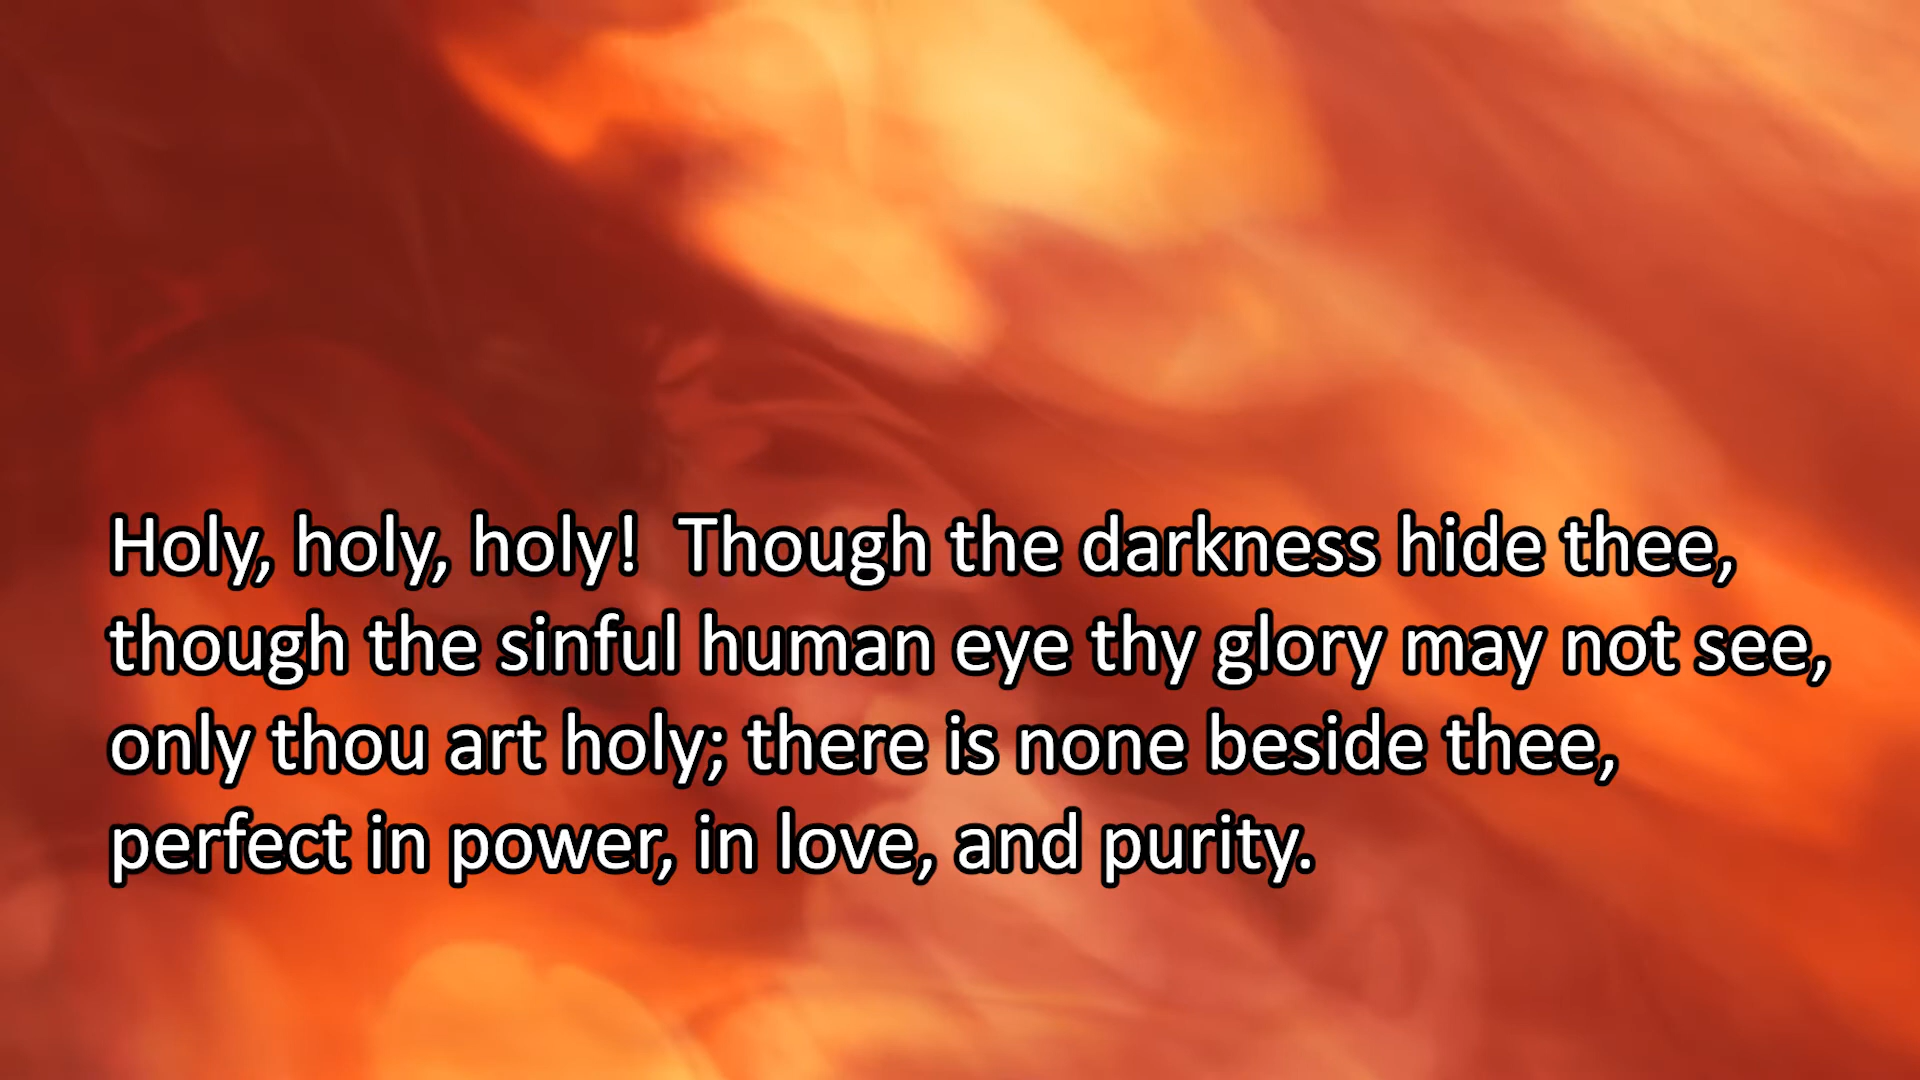 Holy, holy, holy!  Though the darkness hide thee,
though the sinful human eye thy glory may not see,
only thou art holy; there is none beside thee,
perfect in power, in love, and purity.